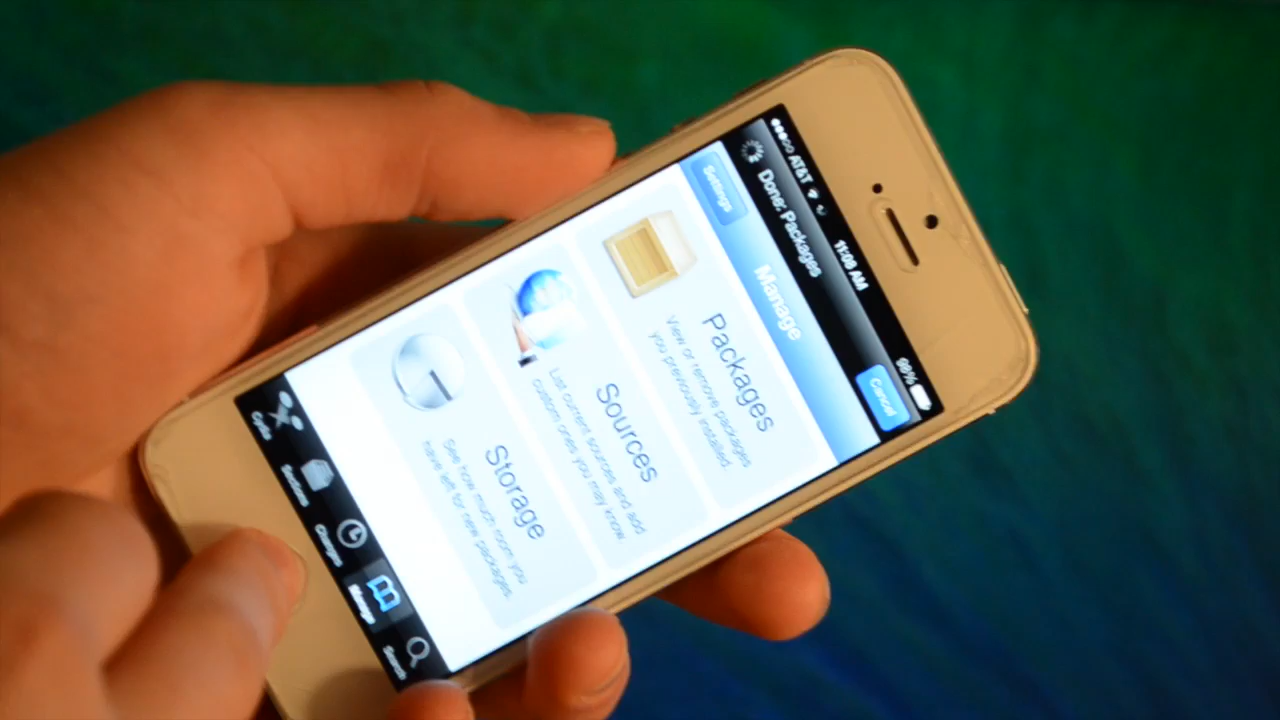 AT&T 11:08 AM 98%
Done: Packages Cancel
Settings Manage
Packages
View or remove packages
you previously installed.
Sources
List current sources and add
custom ones you may know
Storage
See how much room you
have left for new packages.
Cydia Sections Changes Manage Search